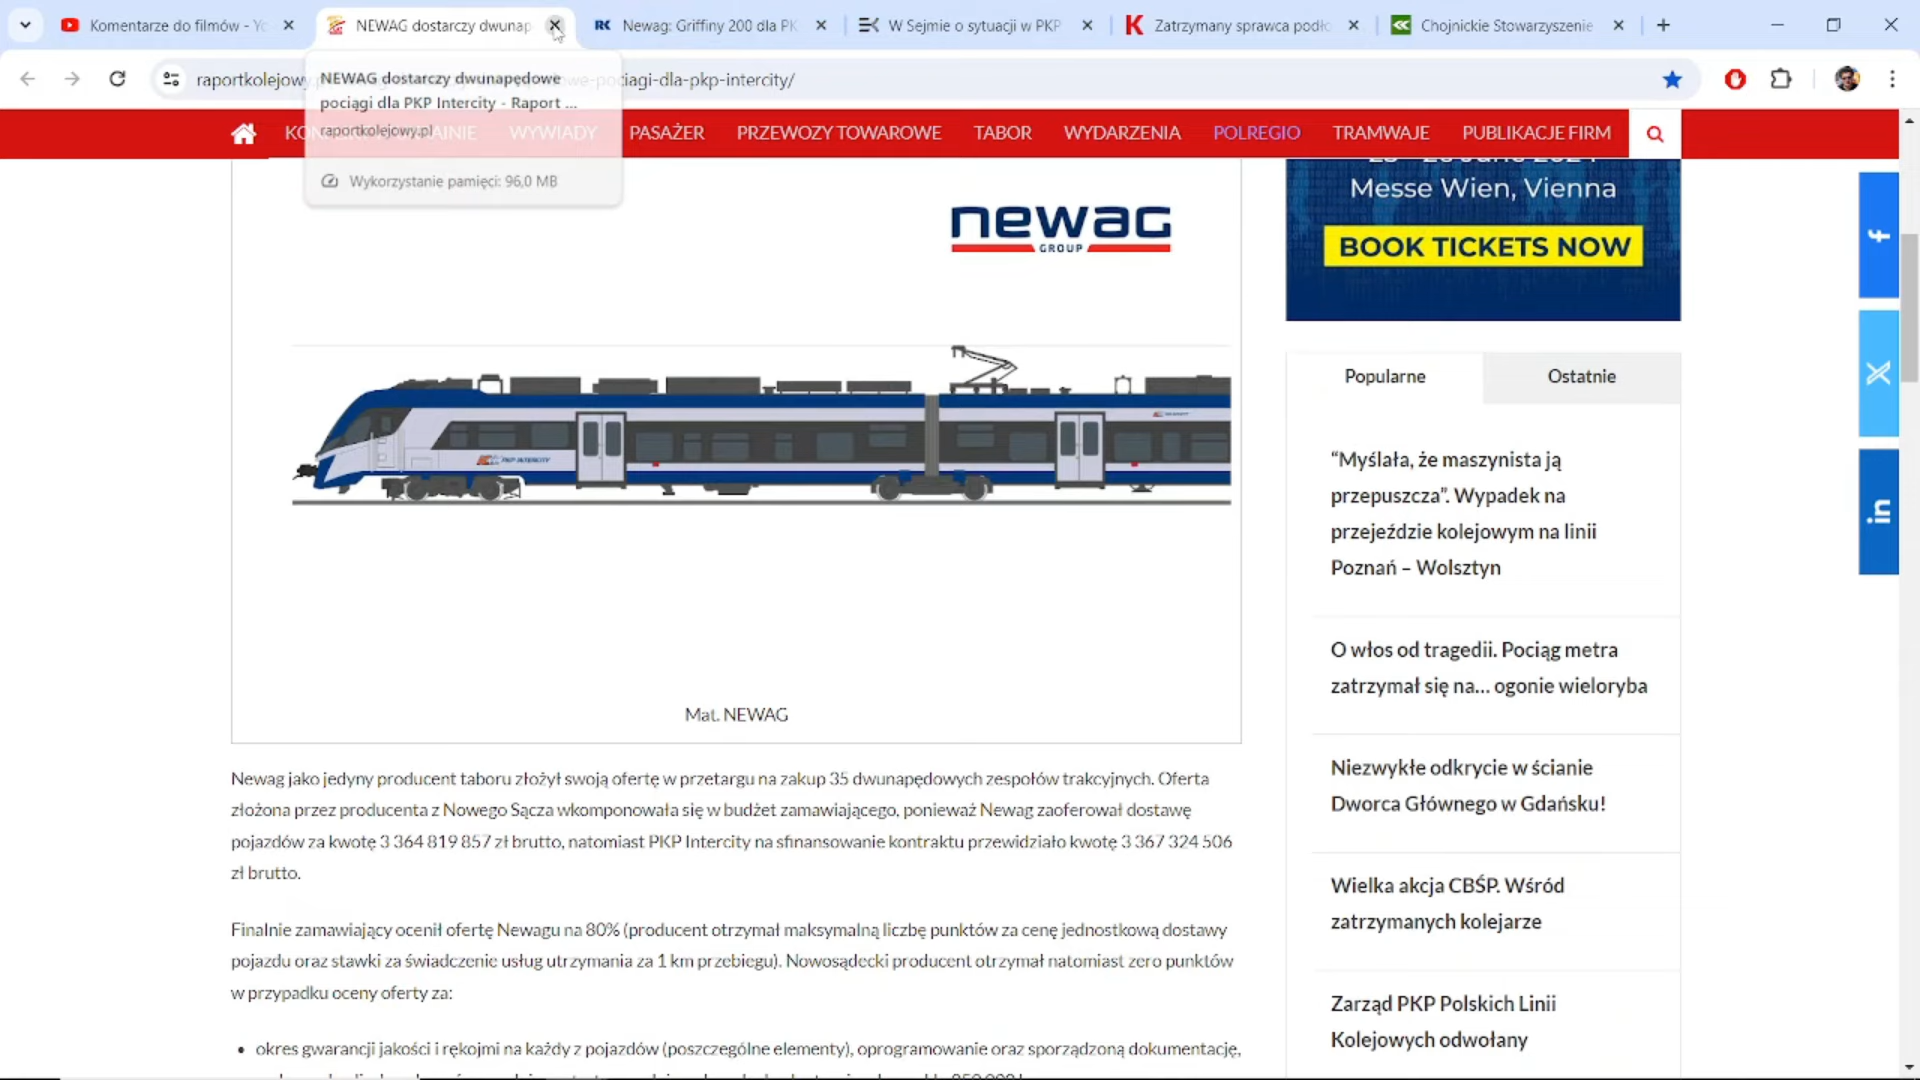 Komentarze do filmów - Yo
NEWAG dostarczy dwunap
Newag: Griffiny 200 dla PK
W Sejmie o sytuacji w PKP
Zatrzymany sprawca podło
Chojnickie Stowarzyszenie
NEWAG dostarczy dwunapędowe
pociągi dla PKP Intercity - Raport ...
raportkolejowy.pl
Wykorzystanie pamięci: 96,0 MB
-pociagi-dla-pkp-intercity/
WYWIADY
PASAŻER
PRZEWOZY TOWAROWE
TABOR
WYDARZENIA
POLREGIO
TRAMWAJE
PUBLIKACJE FIRM
newag
GROUP
PKP INTERCITY
Mat. NEWAG
Messe Wien, Vienna
BOOK TICKETS NOW
Popularne
Ostatnie
“Myślała, że maszynista ją
przepuszcza”. Wypadek na
przejeździe kolejowym na linii
Poznań – Wolsztyn
O włos od tragedii. Pociąg metra
zatrzymał się na… ogonie wieloryba
Niezwykłe odkrycie w ścianie
Dworca Głównego w Gdańsku!
Wielka akcja CBŚP. Wśród
zatrzymanych kolejarze
Zarząd PKP Polskich Linii
Kolejowych odwołany
Newag jako jedyny producent taboru złożył swoją ofertę w przetargu na zakup 35 dwunapędowych zespołów trakcyjnych. Oferta
złożona przez producenta z Nowego Sącza wkomponowała się w budżet zamawiającego, ponieważ Newag zaoferował dostawę
pojazdów za kwotę 3 364 819 857 zł brutto, natomiast PKP Intercity na sfinansowanie kontraktu przewidziało kwotę 3 367 324 506
zł brutto.
Finalnie zamawiający ocenił ofertę Newagu na 80% (producent otrzymał maksymalną liczbę punktów za cenę jednostkową dostawy
pojazdu oraz stawki za świadczenie usług utrzymania za 1 km przebiegu). Nowosądecki producent otrzymał natomiast zero punktów
w przypadku oceny oferty za:
• okres gwarancji jakości i rękojmi na każdy z pojazdów (poszczególne elementy), oprogramowanie oraz sporządzoną dokumentację,